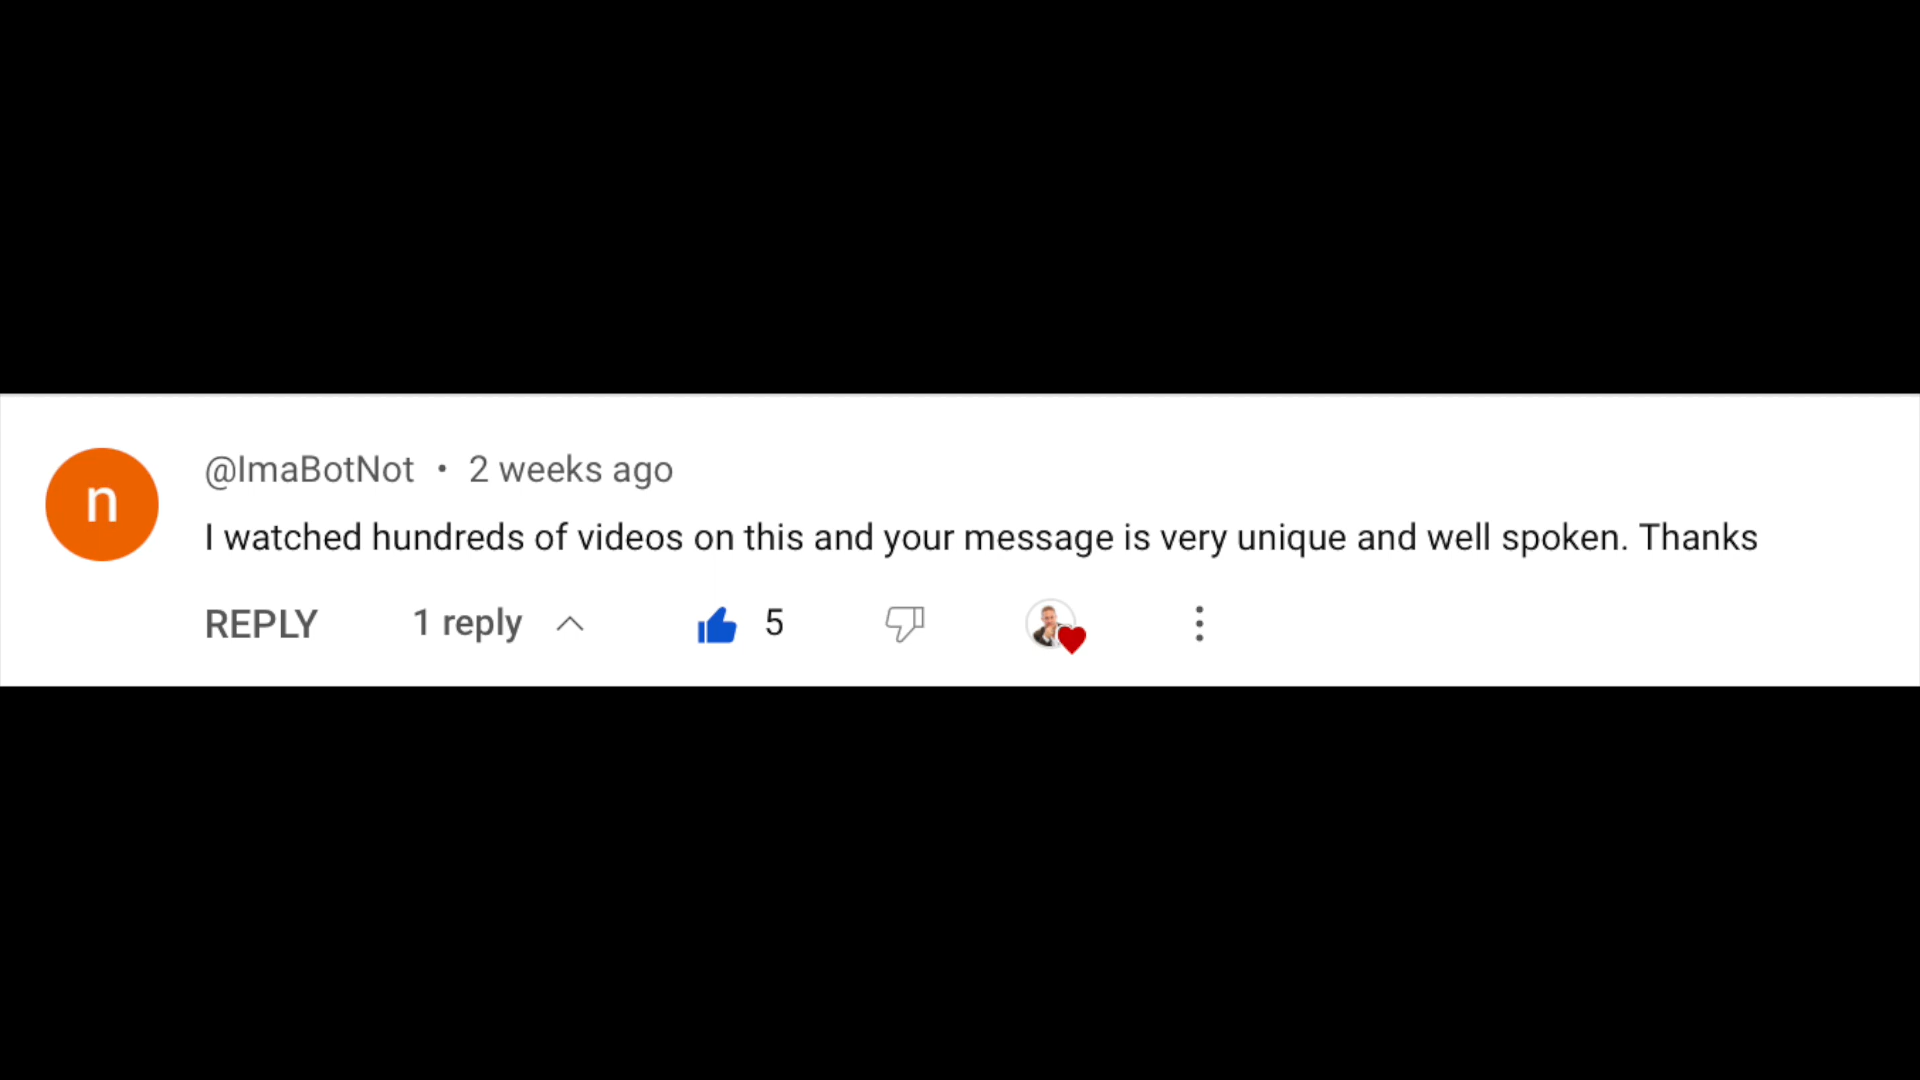 n
@ImaBotNot • 2 weeks ago
I watched hundreds of videos on this and your message is very unique and well spoken. Thanks
REPLY 1 reply 5